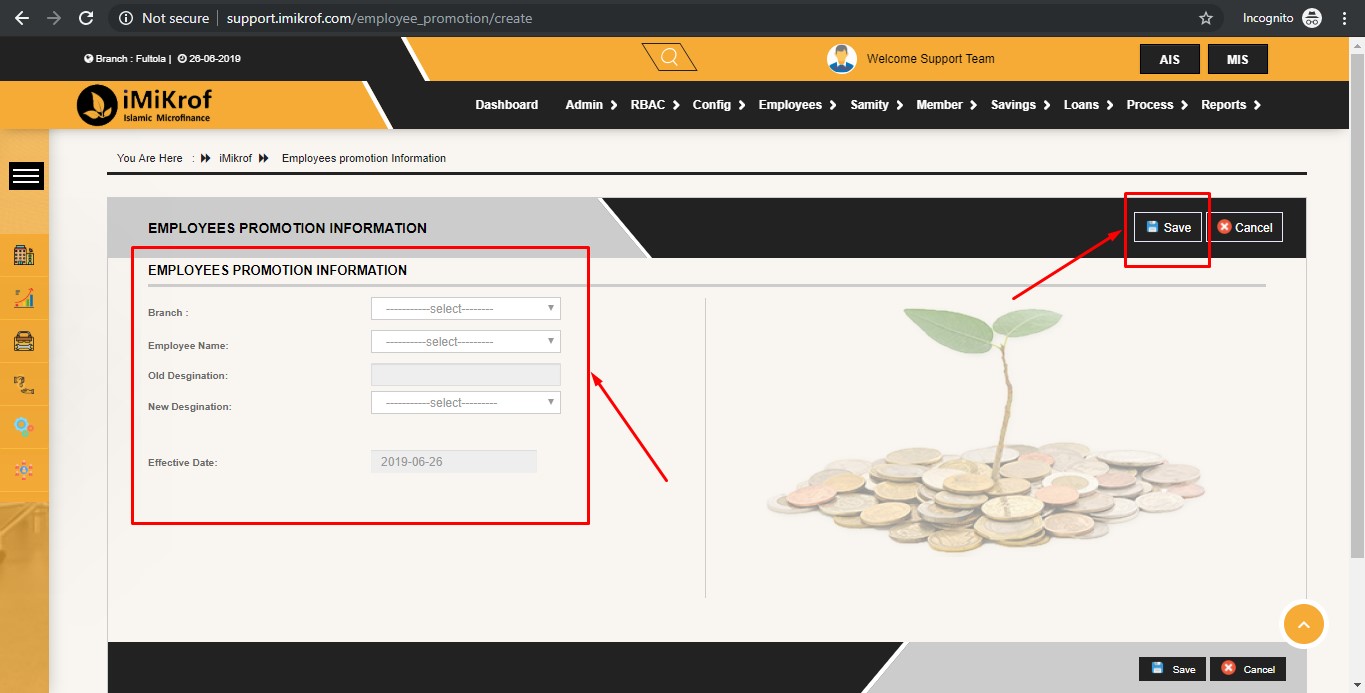 Not secure | support.imikrof.com/employee_promotion/create Incognito
Branch : Fultola | 26-06-2019 Welcome Support Team AIS MIS
iMiKrof
Islamic Microfinance
Dashboard Admin RBAC Config Employees Samity Member Savings Loans Process Reports
You Are Here : iMikrof Employees promotion Information
EMPLOYEES PROMOTION INFORMATION Save Cancel
EMPLOYEES PROMOTION INFORMATION
Branch : -----------select--------
Employee Name: ----------select---------
Old Desgination:
New Desgination: -----------select---------
Effective Date: 2019-06-26
Save Cancel